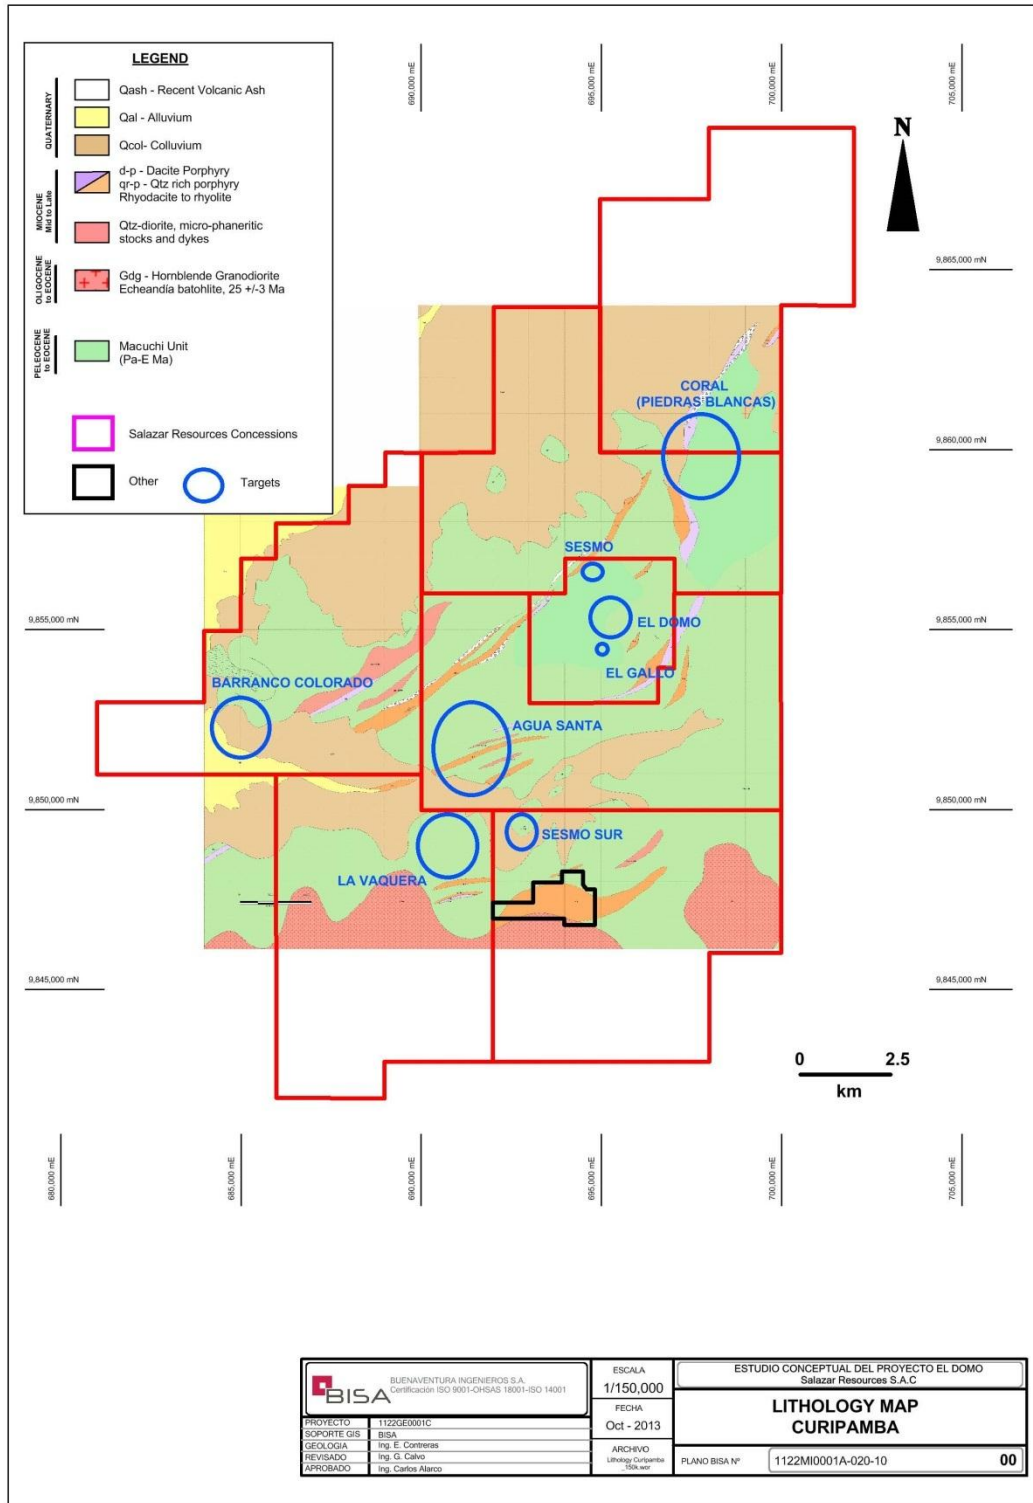 LEGEND
QUATERNARY
Qash - Recent Volcanic Ash
Qal - Alluvium
Qcol- Colluvium
MIOCENE
Mid to Late
d-p - Dacite Porphyry
qr-p - Qtz rich porphyry
Rhyodacite to rhyolite
Qtz-diorite, micro-phaneritic
stocks and dykes
OLIGOCENE
to EOCENE
Gdg - Hornblende Granodiorite
Echeandía batohlite, 25 +/-3 Ma
PELEOCENE
to EOCENE
Macuchi Unit
(Pa-E Ma)
Salazar Resources Concessions
Other
Targets
690,000 mE
695,000 mE
700,000 mE
705,000 mE
N
9,865,000 mN
9,860,000 mN
9,855,000 mN
9,855,000 mN
9,850,000 mN
9,850,000 mN
9,845,000 mN
9,845,000 mN
CORAL
(PIEDRAS BLANCAS)
SESMO
EL DOMO
EL GALLO
BARRANCO COLORADO
AGUA SANTA
SESMO SUR
LA VAQUERA
0 2.5
km
680,000 mE
685,000 mE
690,000 mE
695,000 mE
700,000 mE
705,000 mE
BISA
BUENAVENTURA INGENIEROS S.A.
Certificación ISO 9001-OHSAS 18001-ISO 14001
PROYECTO 1122GE0001C
SOPORTE GIS BISA
GEOLOGIA Ing. E. Contreras
REVISADO Ing. G. Calvo
APROBADO Ing. Carlos Alarco
ESCALA
1/150,000
FECHA
Oct - 2013
ARCHIVO
Lithology Curipamba
_150k.wor
ESTUDIO CONCEPTUAL DEL PROYECTO EL DOMO
Salazar Resources S.A.C
LITHOLOGY MAP
CURIPAMBA
PLANO BISA Nº 1122MI0001A-020-10 00